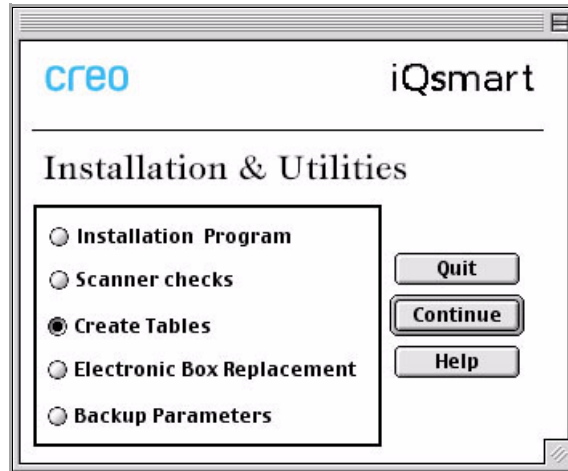 creo
iQsmart
Installation & Utilities
Installation Program
Scanner checks
Create Tables
Electronic Box Replacement
Backup Parameters
Quit
Continue
Help